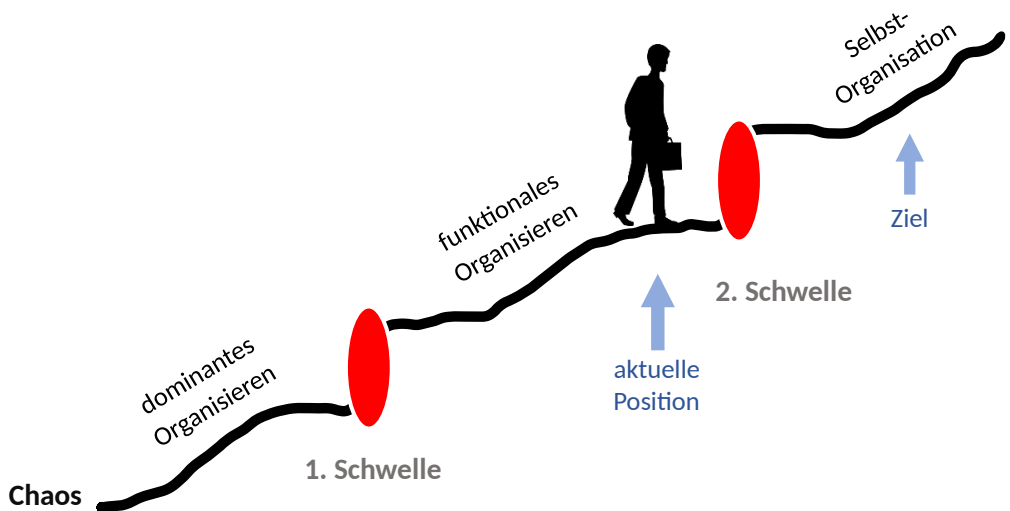 Chaos
dominantes
Organisieren
1. Schwelle
funktionales
Organisieren
aktuelle
Position
2. Schwelle
Selbst-
Organisation
Ziel